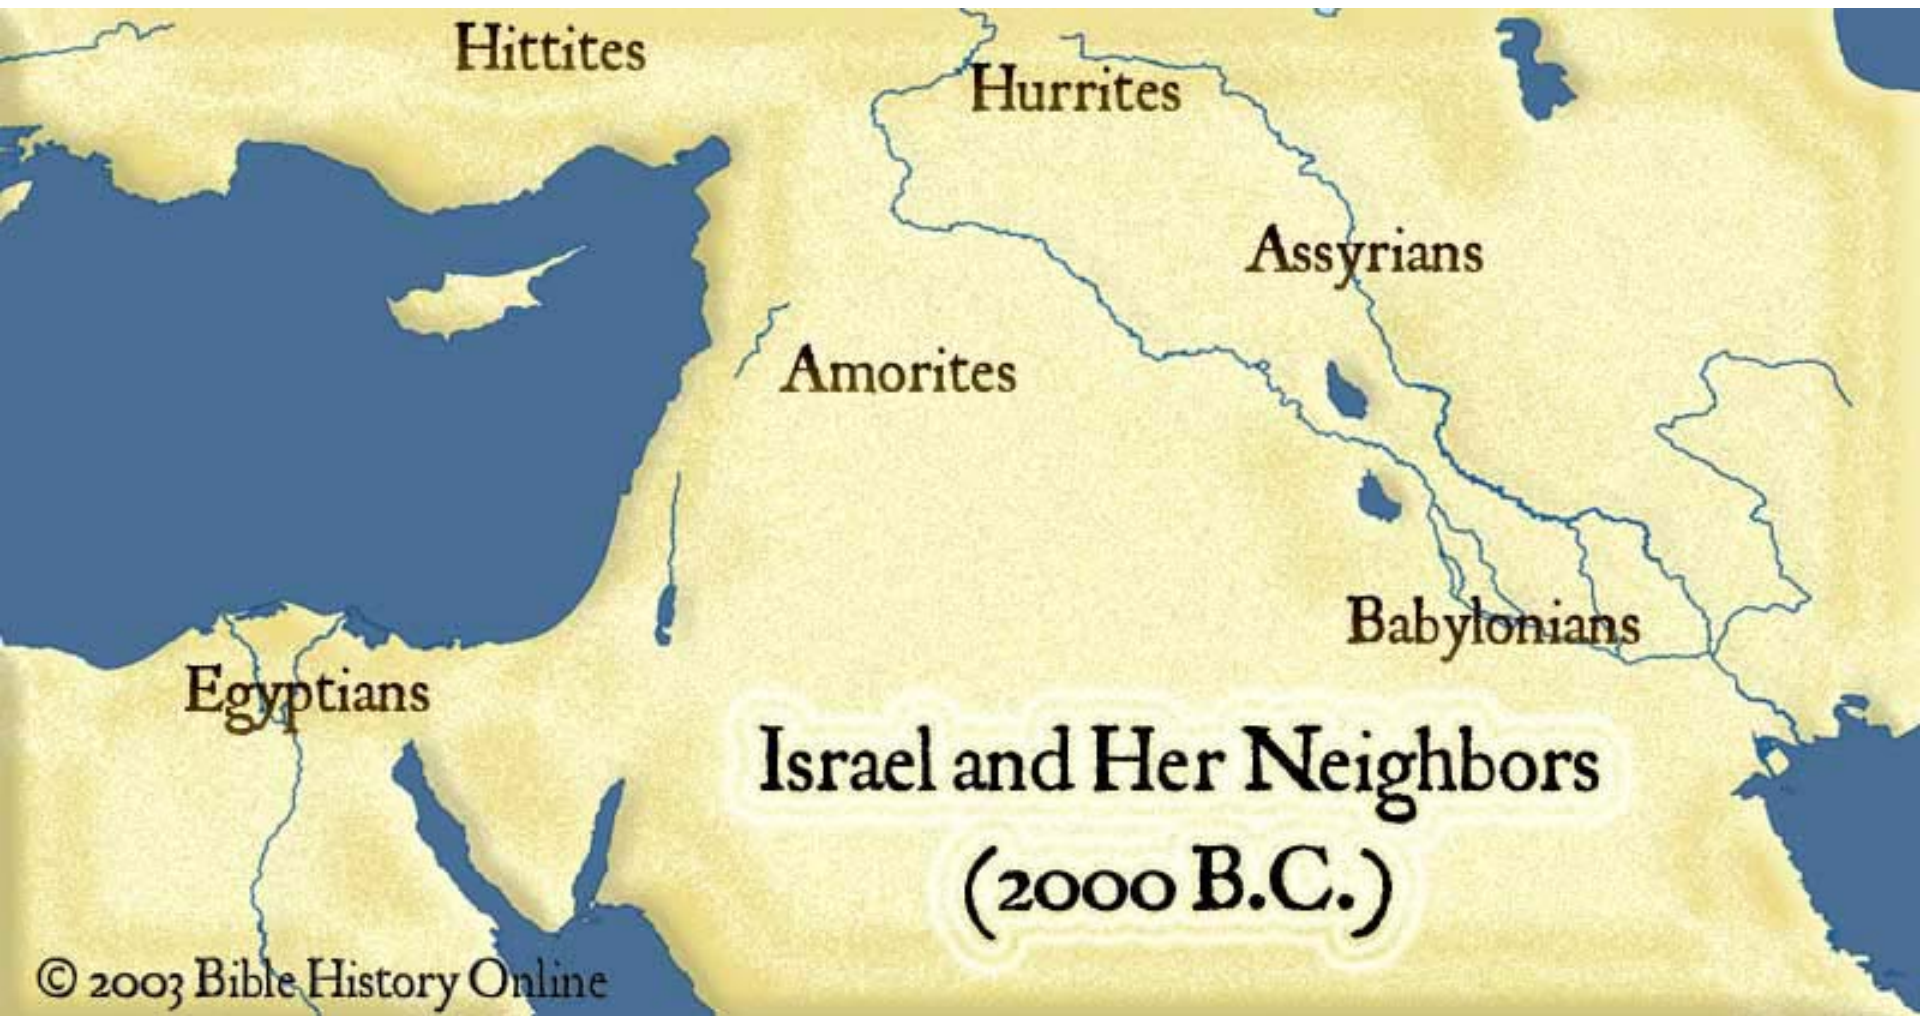 Hittites
Hurrites
Assyrians
Amorites
Babylonians
Egyptians
Israel and Her Neighbors
(2000 B.C.)
© 2003 Bible History Online